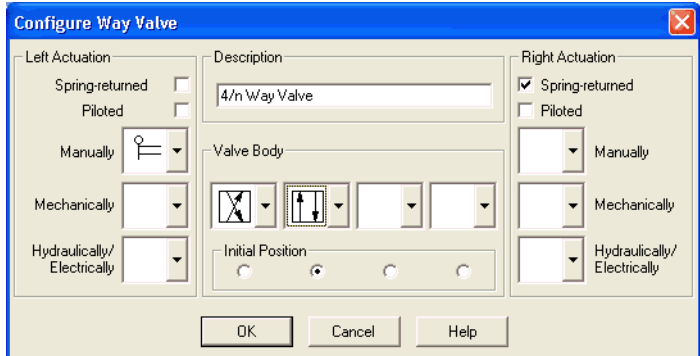 Configure Way Valve
Left Actuation
Spring-returned
Piloted
Manually
Mechanically
Hydraulically/
Electrically
Description
4/n Way Valve
Valve Body
Initial Position
Right Actuation
Spring-returned
Piloted
Manually
Mechanically
Hydraulically/
Electrically
OK
Cancel
Help